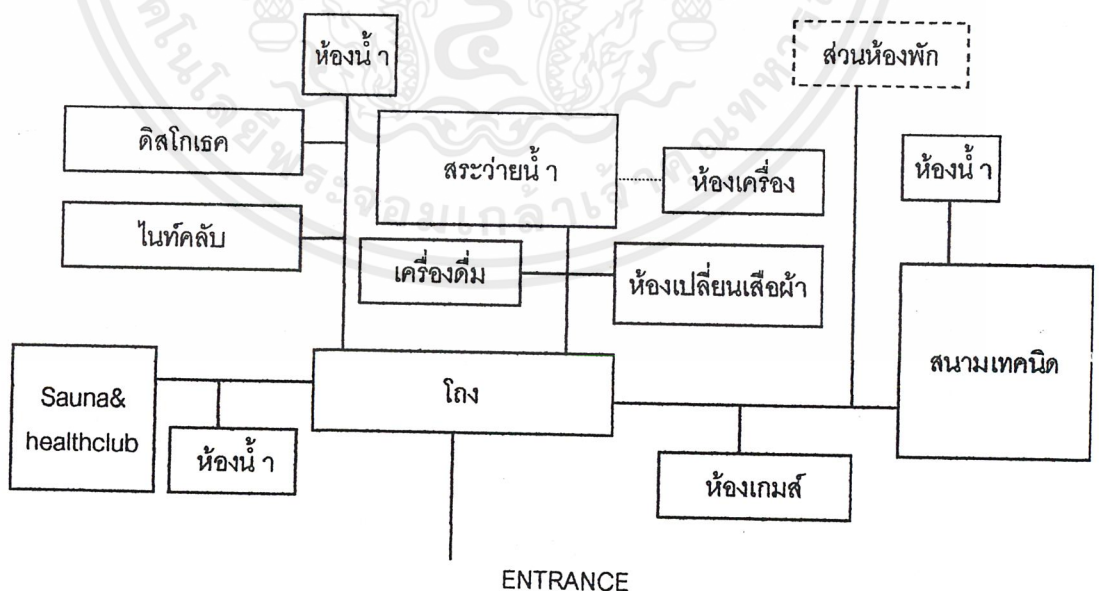 ห้องน้ำ
ส่วนห้องพัก
ดิสโกเธค
สระว่ายน้ำ
ห้องเครื่อง
ห้องน้ำ
ไนท์คลับ
เครื่องดื่ม
ห้องเปลี่ยนเสือผ้า
สนามเทคนิด
โถง
Sauna&
healthclub
ห้องน้ำ
ห้องเกมส์
ENTRANCE